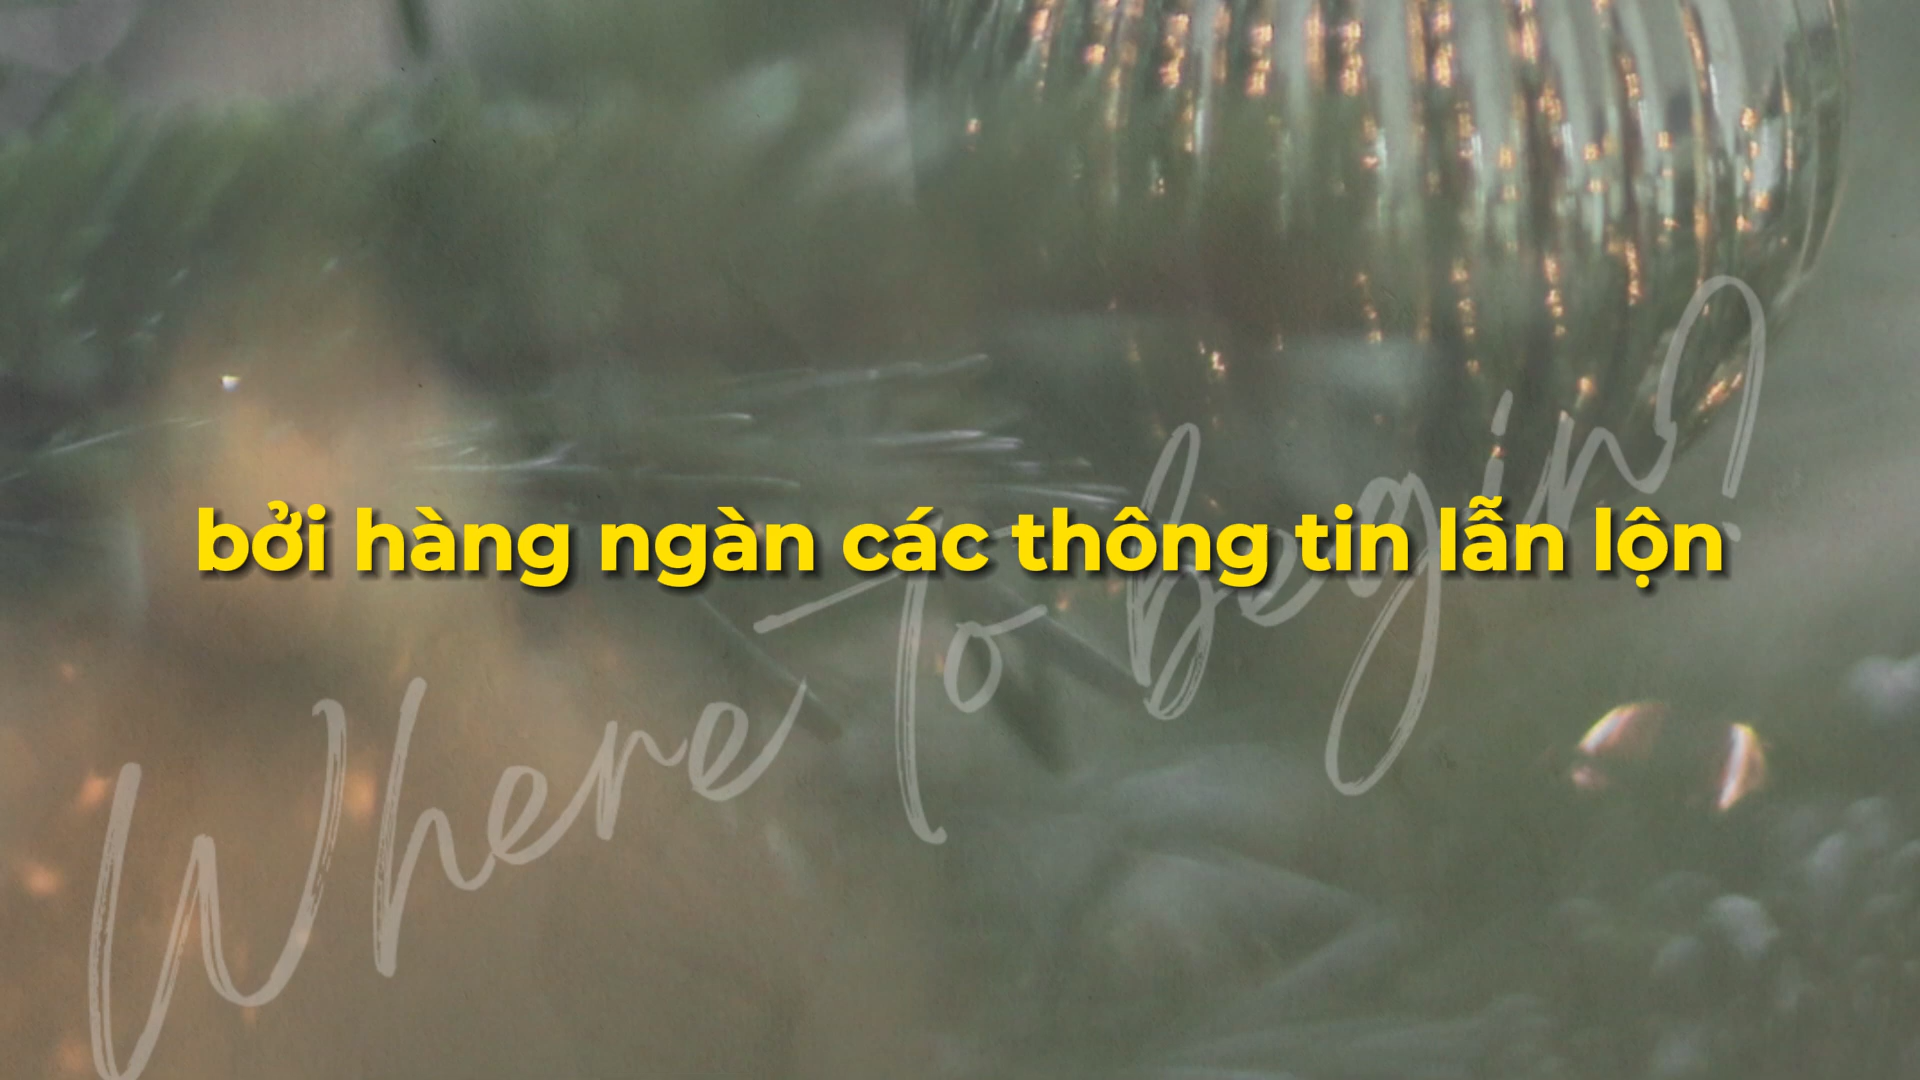 bởi hàng ngàn các thông tin lẫn lộn
Where to begin?